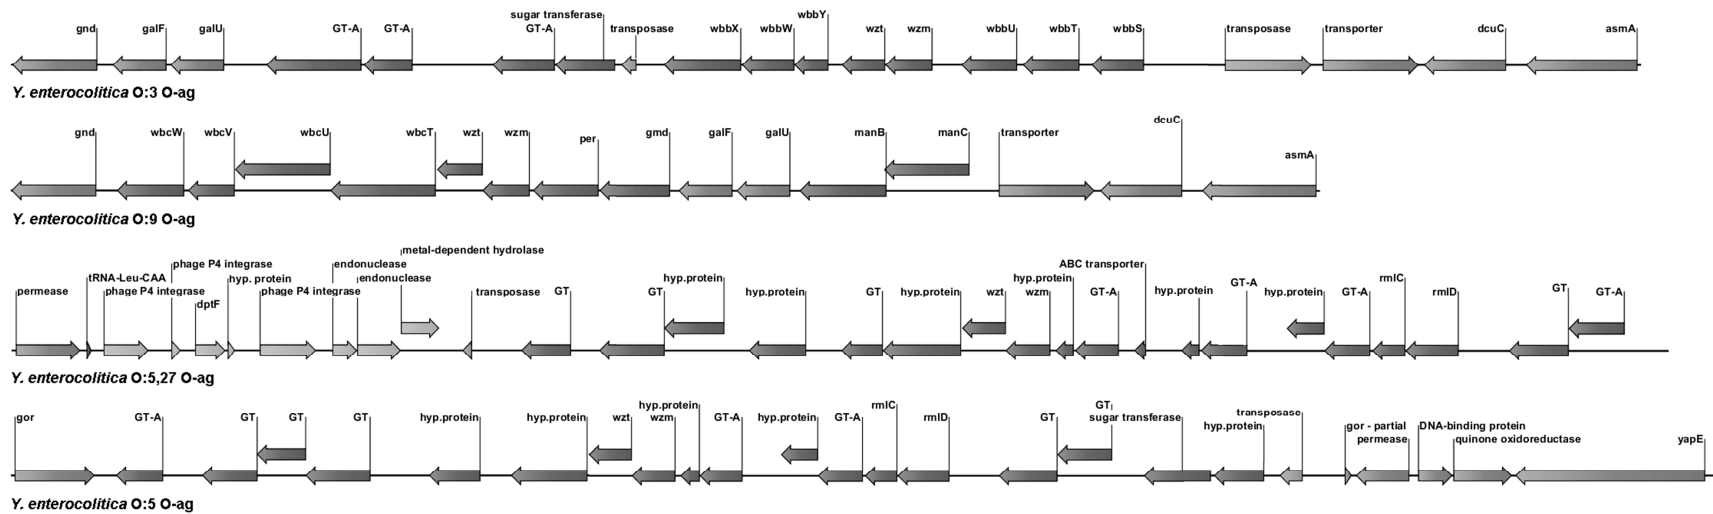 sugar transferase
wbbY
gnd galF galU GT-A GT-A GT-A transposase wbbX wbbW wzt wzm wbbU wbbT wbbS transposase transporter dcuC asmA
Y. enterocolitica O:3 O-ag
dcuC
gnd wbcW wbcV wbcU wbcT wzt wzm per gmd galF galU manB manC transporter
asmA
Y. enterocolitica O:9 O-ag
metal-dependent hydrolase
phage P4 integrase endonuclease ABC transporter
tRNA-Leu-CAA hyp. protein endonuclease hyp.protein rmlC
GT-A
permease phage P4 integrase phage P4 integrase transposase GT GT hyp.protein hyp.protein GT hyp.protein wzt wzm GT-A hyp.protein hyp.protein GT-A rmlD GT GT-A
dptF
Y. enterocolitica O:5,27 O-ag
hyp.protein rmlC GT
transposase
gor GT-A GT GT GT hyp.protein hyp.protein wzt wzm GT-A hyp.protein GT-A rmlD GT sugar transferase
hyp.protein gor - partial DNA-binding protein
permease quinone oxidoreductase yapE
Y. enterocolitica O:5 O-ag